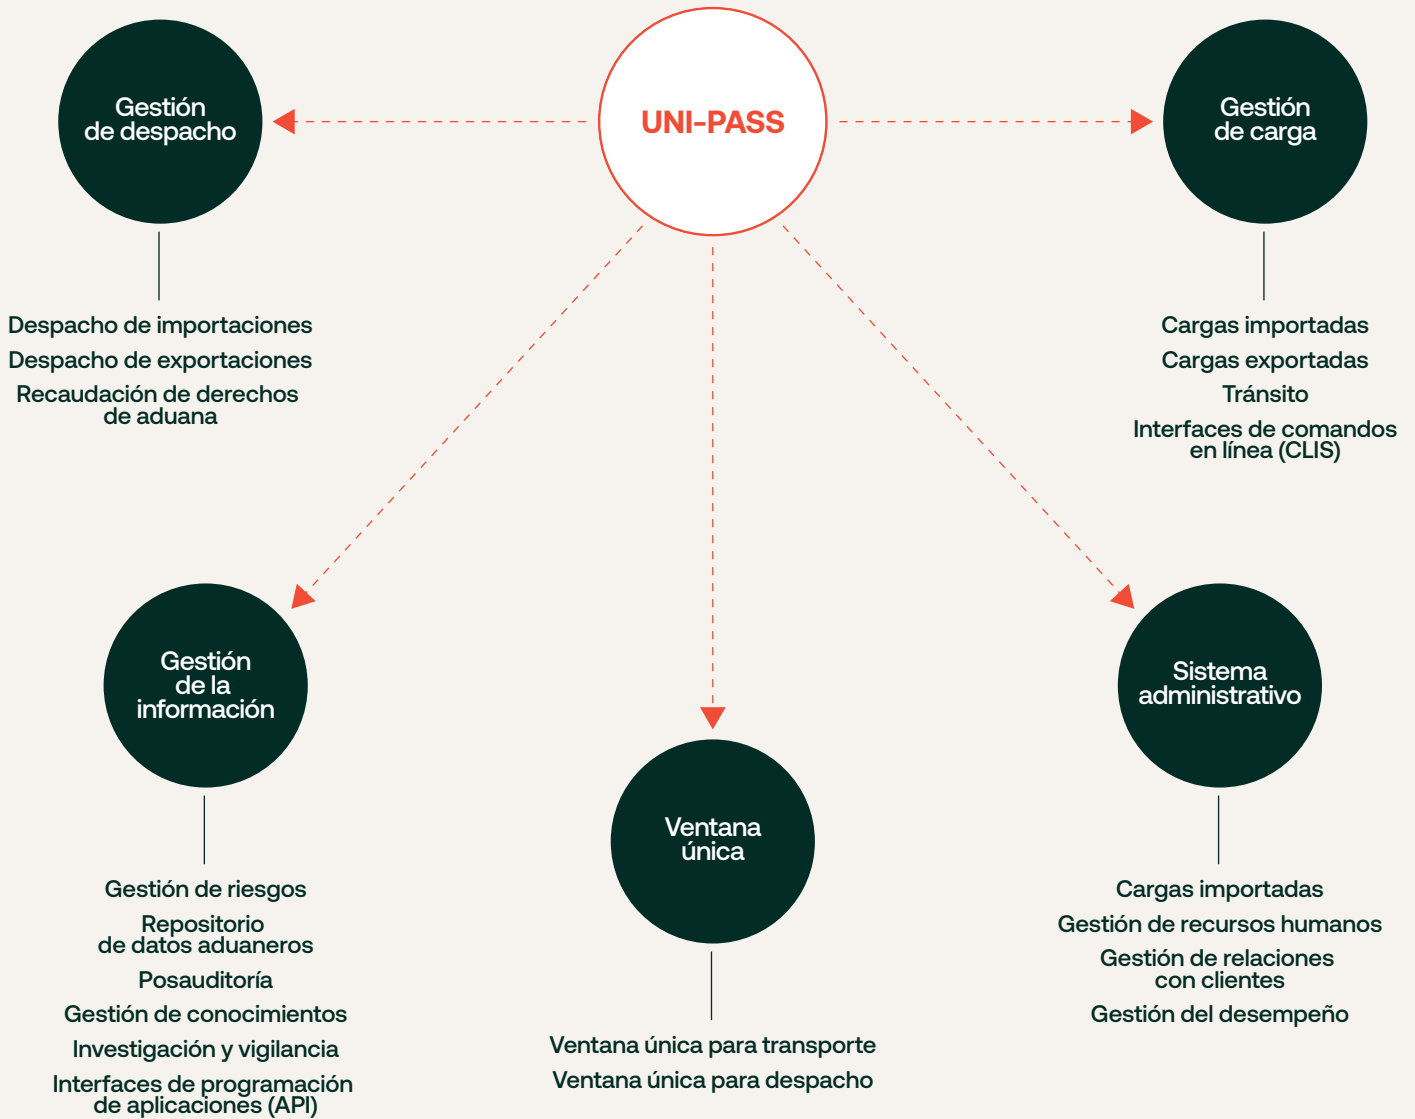 Gestión
de despacho
UNI-PASS
Gestión
de carga
Despacho de importaciones
Despacho de exportaciones
Recaudación de derechos
de aduana
Cargas importadas
Cargas exportadas
Tránsito
Interfaces de comandos
en línea (CLIS)
Gestión
de la
información
Ventana
única
Sistema
administrativo
Gestión de riesgos
Repositorio
de datos aduaneros
Posauditoría
Gestión de conocimientos
Investigación y vigilancia
Interfaces de programación
de aplicaciones (API)
Ventana única para transporte
Ventana única para despacho
Cargas importadas
Gestión de recursos humanos
Gestión de relaciones
con clientes
Gestión del desempeño